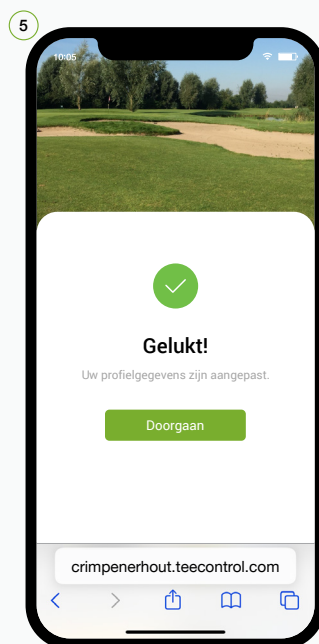 5
10:05
Gelukt!
Uw profielgegevens zijn aangepast.
Doorgaan
crimpenerhout.teecontrol.com